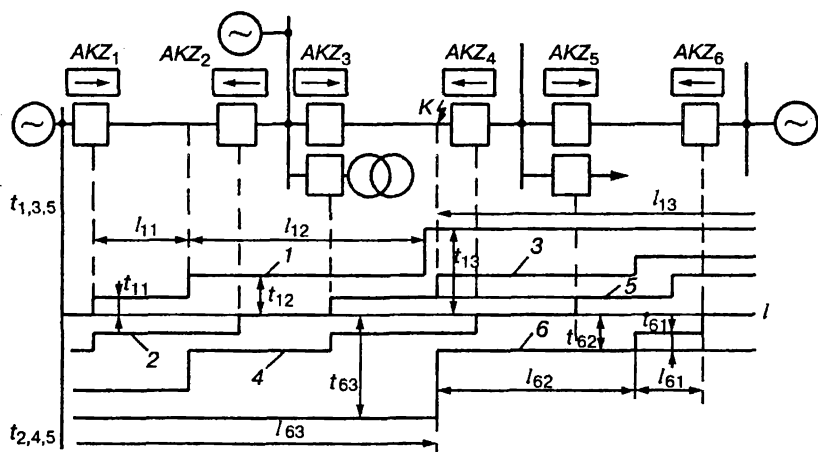 AKZ₁
AKZ₂
AKZ₃
AKZ₄
AKZ₅
AKZ₆
~
~
~
K
t₁,₃,₅
l₁₁
l₁₂
l₁₃
t₁₁
1
t₁₂
t₁₃
3
5
l
2
4
6
t₆₂
t₆₁
t₆₃
l₆₂
l₆₁
l₆₃
t₂,₄,₅